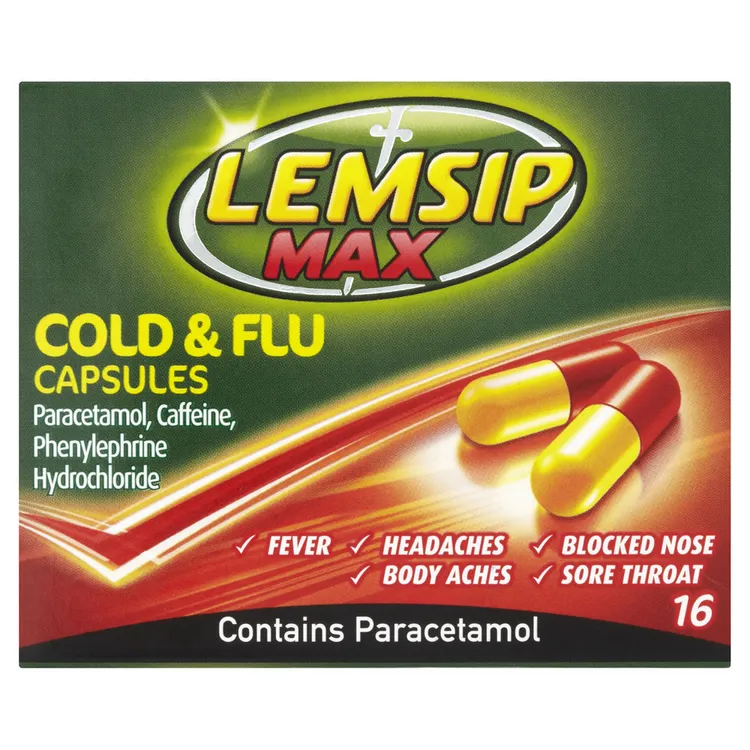 LEMSIP
MAX
COLD & FLU
CAPSULES
Paracetamol, Caffeine,
Phenylephrine
Hydrochloride
✓ FEVER ✓ HEADACHES ✓ BLOCKED NOSE
✓ BODY ACHES ✓ SORE THROAT
16
Contains Paracetamol